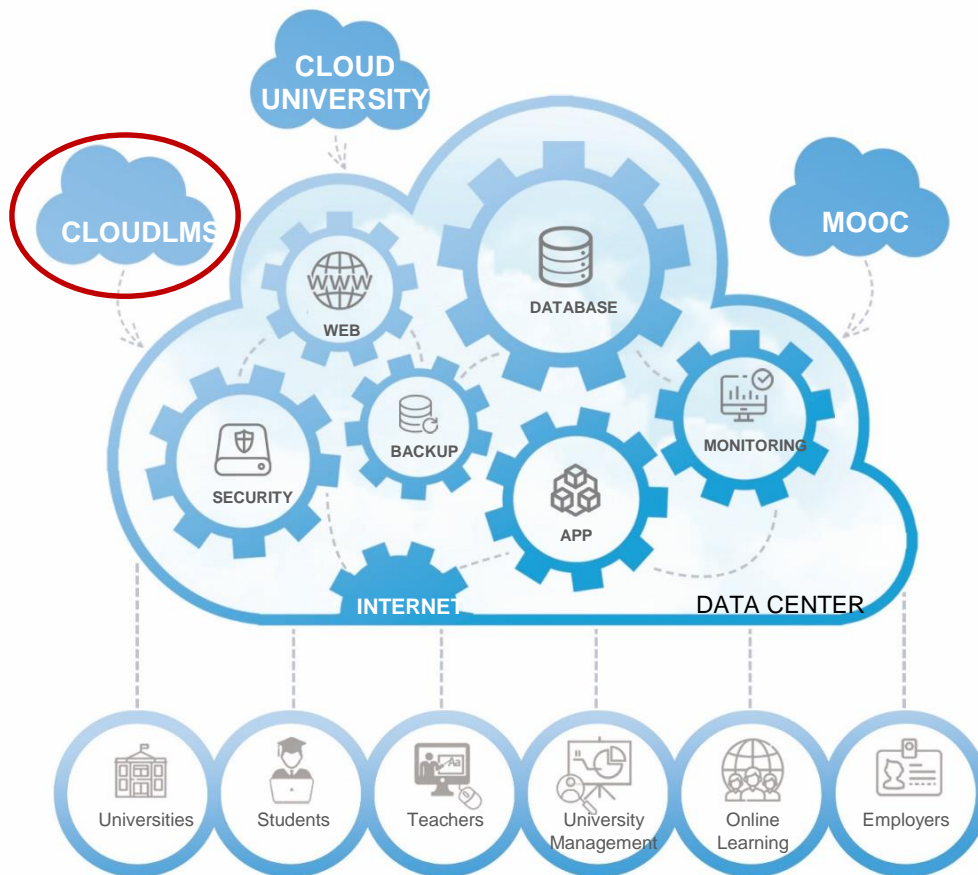 CLOUD
UNIVERSITY
CLOUDLMS
MOOC
WWW
WEB
DATABASE
BACKUP
MONITORING
SECURITY
APP
INTERNET
DATA CENTER
Aa
Universities
Students
Teachers
University
Management
Online
Learning
Employers